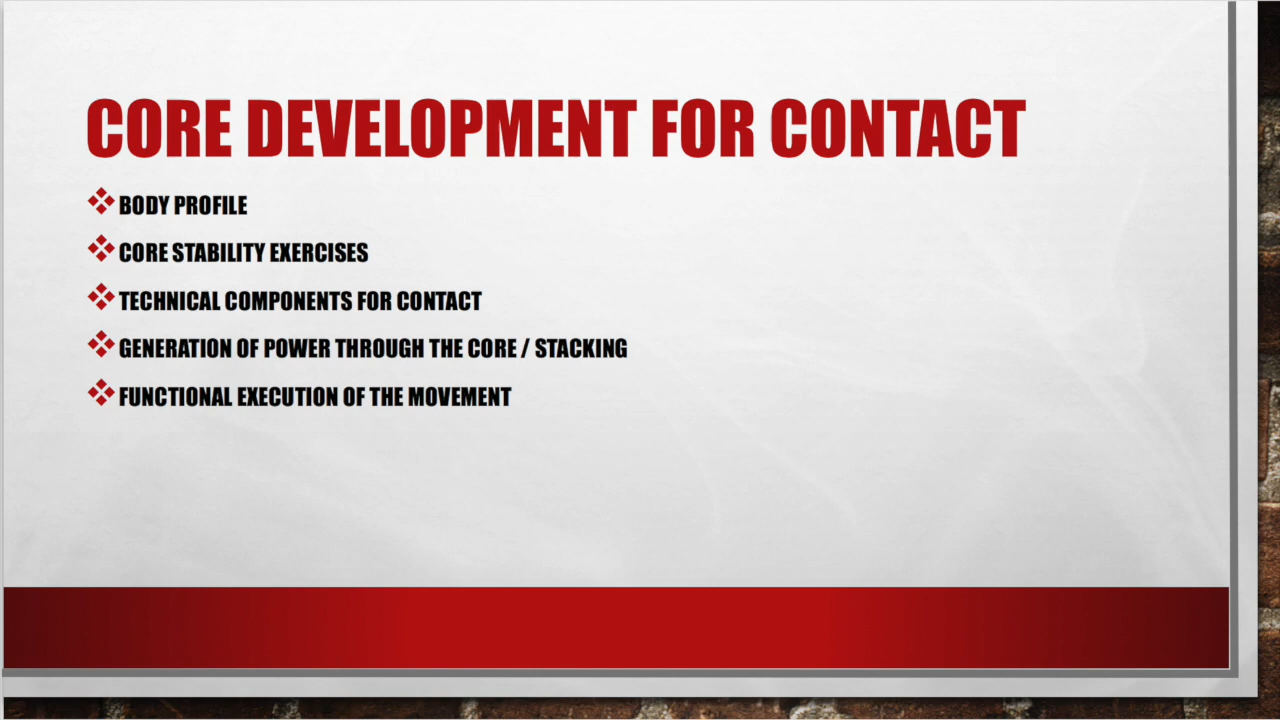 CORE DEVELOPMENT FOR CONTACT
BODY PROFILE
CORE STABILITY EXERCISES
TECHNICAL COMPONENTS FOR CONTACT
GENERATION OF POWER THROUGH THE CORE / STACKING
FUNCTIONAL EXECUTION OF THE MOVEMENT